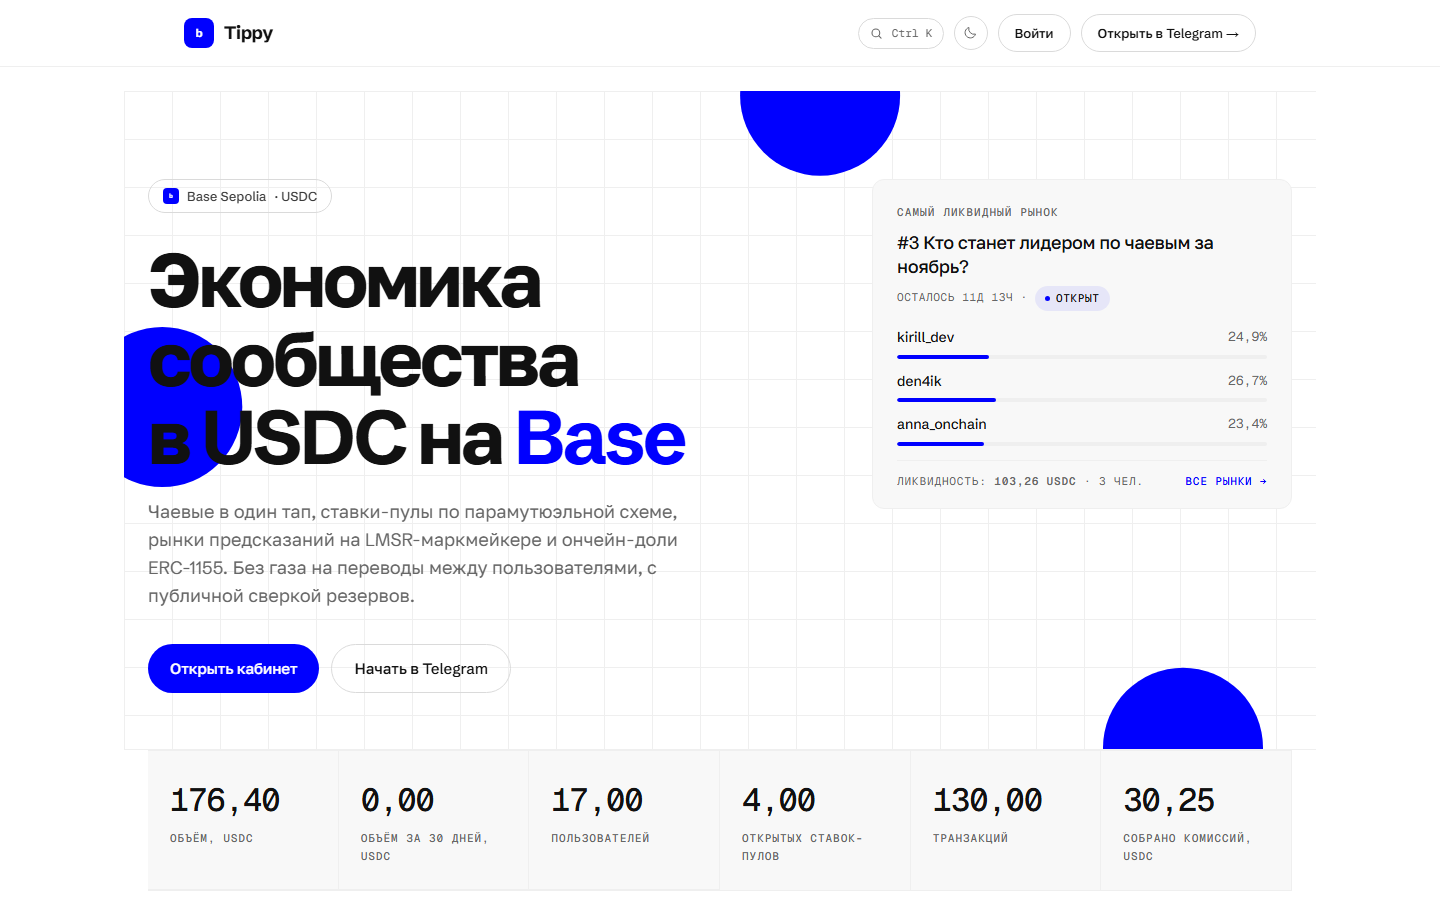 b Tippy
Ctrl K
Войти
Открыть в Telegram →
b Base Sepolia · USDC
Экономика
сообщества
в USDC на Base
Чаевые в один тап, ставки-пулы по парамутюэльной схеме,
рынки предсказаний на LMSR-маркмейкере и ончейн-доли
ERC-1155. Без газа на переводы между пользователями, с
публичной сверкой резервов.
Открыть кабинет
Начать в Telegram
САМЫЙ ЛИКВИДНЫЙ РЫНОК
#3 Кто станет лидером по чаевым за
ноябрь?
ОСТАЛОСЬ 11Д 13Ч ·
ОТКРЫТ
kirill_dev 24,9%
den4ik 26,7%
anna_onchain 23,4%
ЛИКВИДНОСТЬ: 103,26 USDC · 3 ЧЕЛ.
ВСЕ РЫНКИ →
176,40
ОБЪЁМ, USDC
0,00
ОБЪЁМ ЗА 30 ДНЕЙ,
USDC
17,00
ПОЛЬЗОВАТЕЛЕЙ
4,00
ОТКРЫТЫХ СТАВОК-
ПУЛОВ
130,00
ТРАНЗАКЦИЙ
30,25
СОБРАНО КОМИССИЙ,
USDC